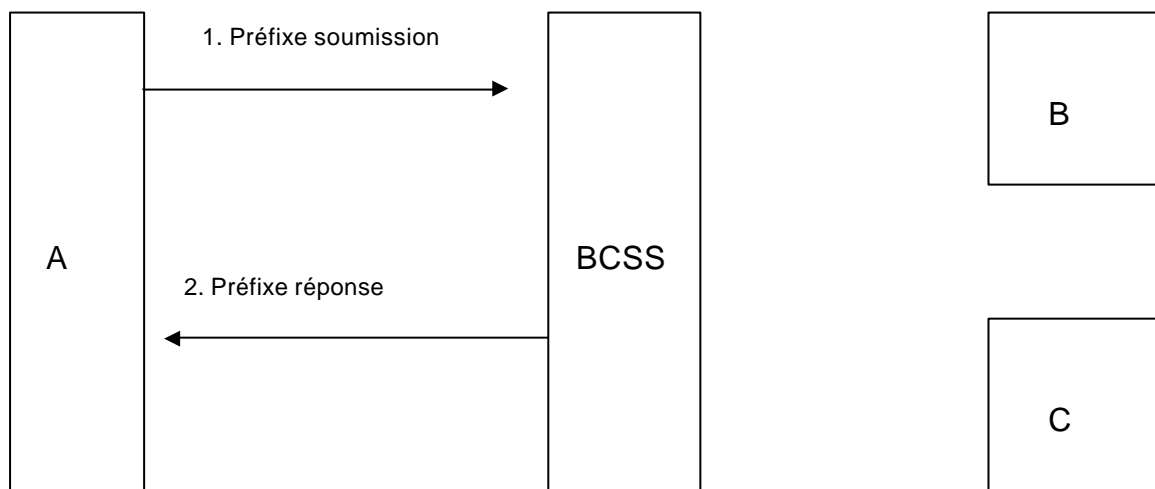 1. Préfixe soumission
B
A
BCSS
2. Préfixe réponse
C